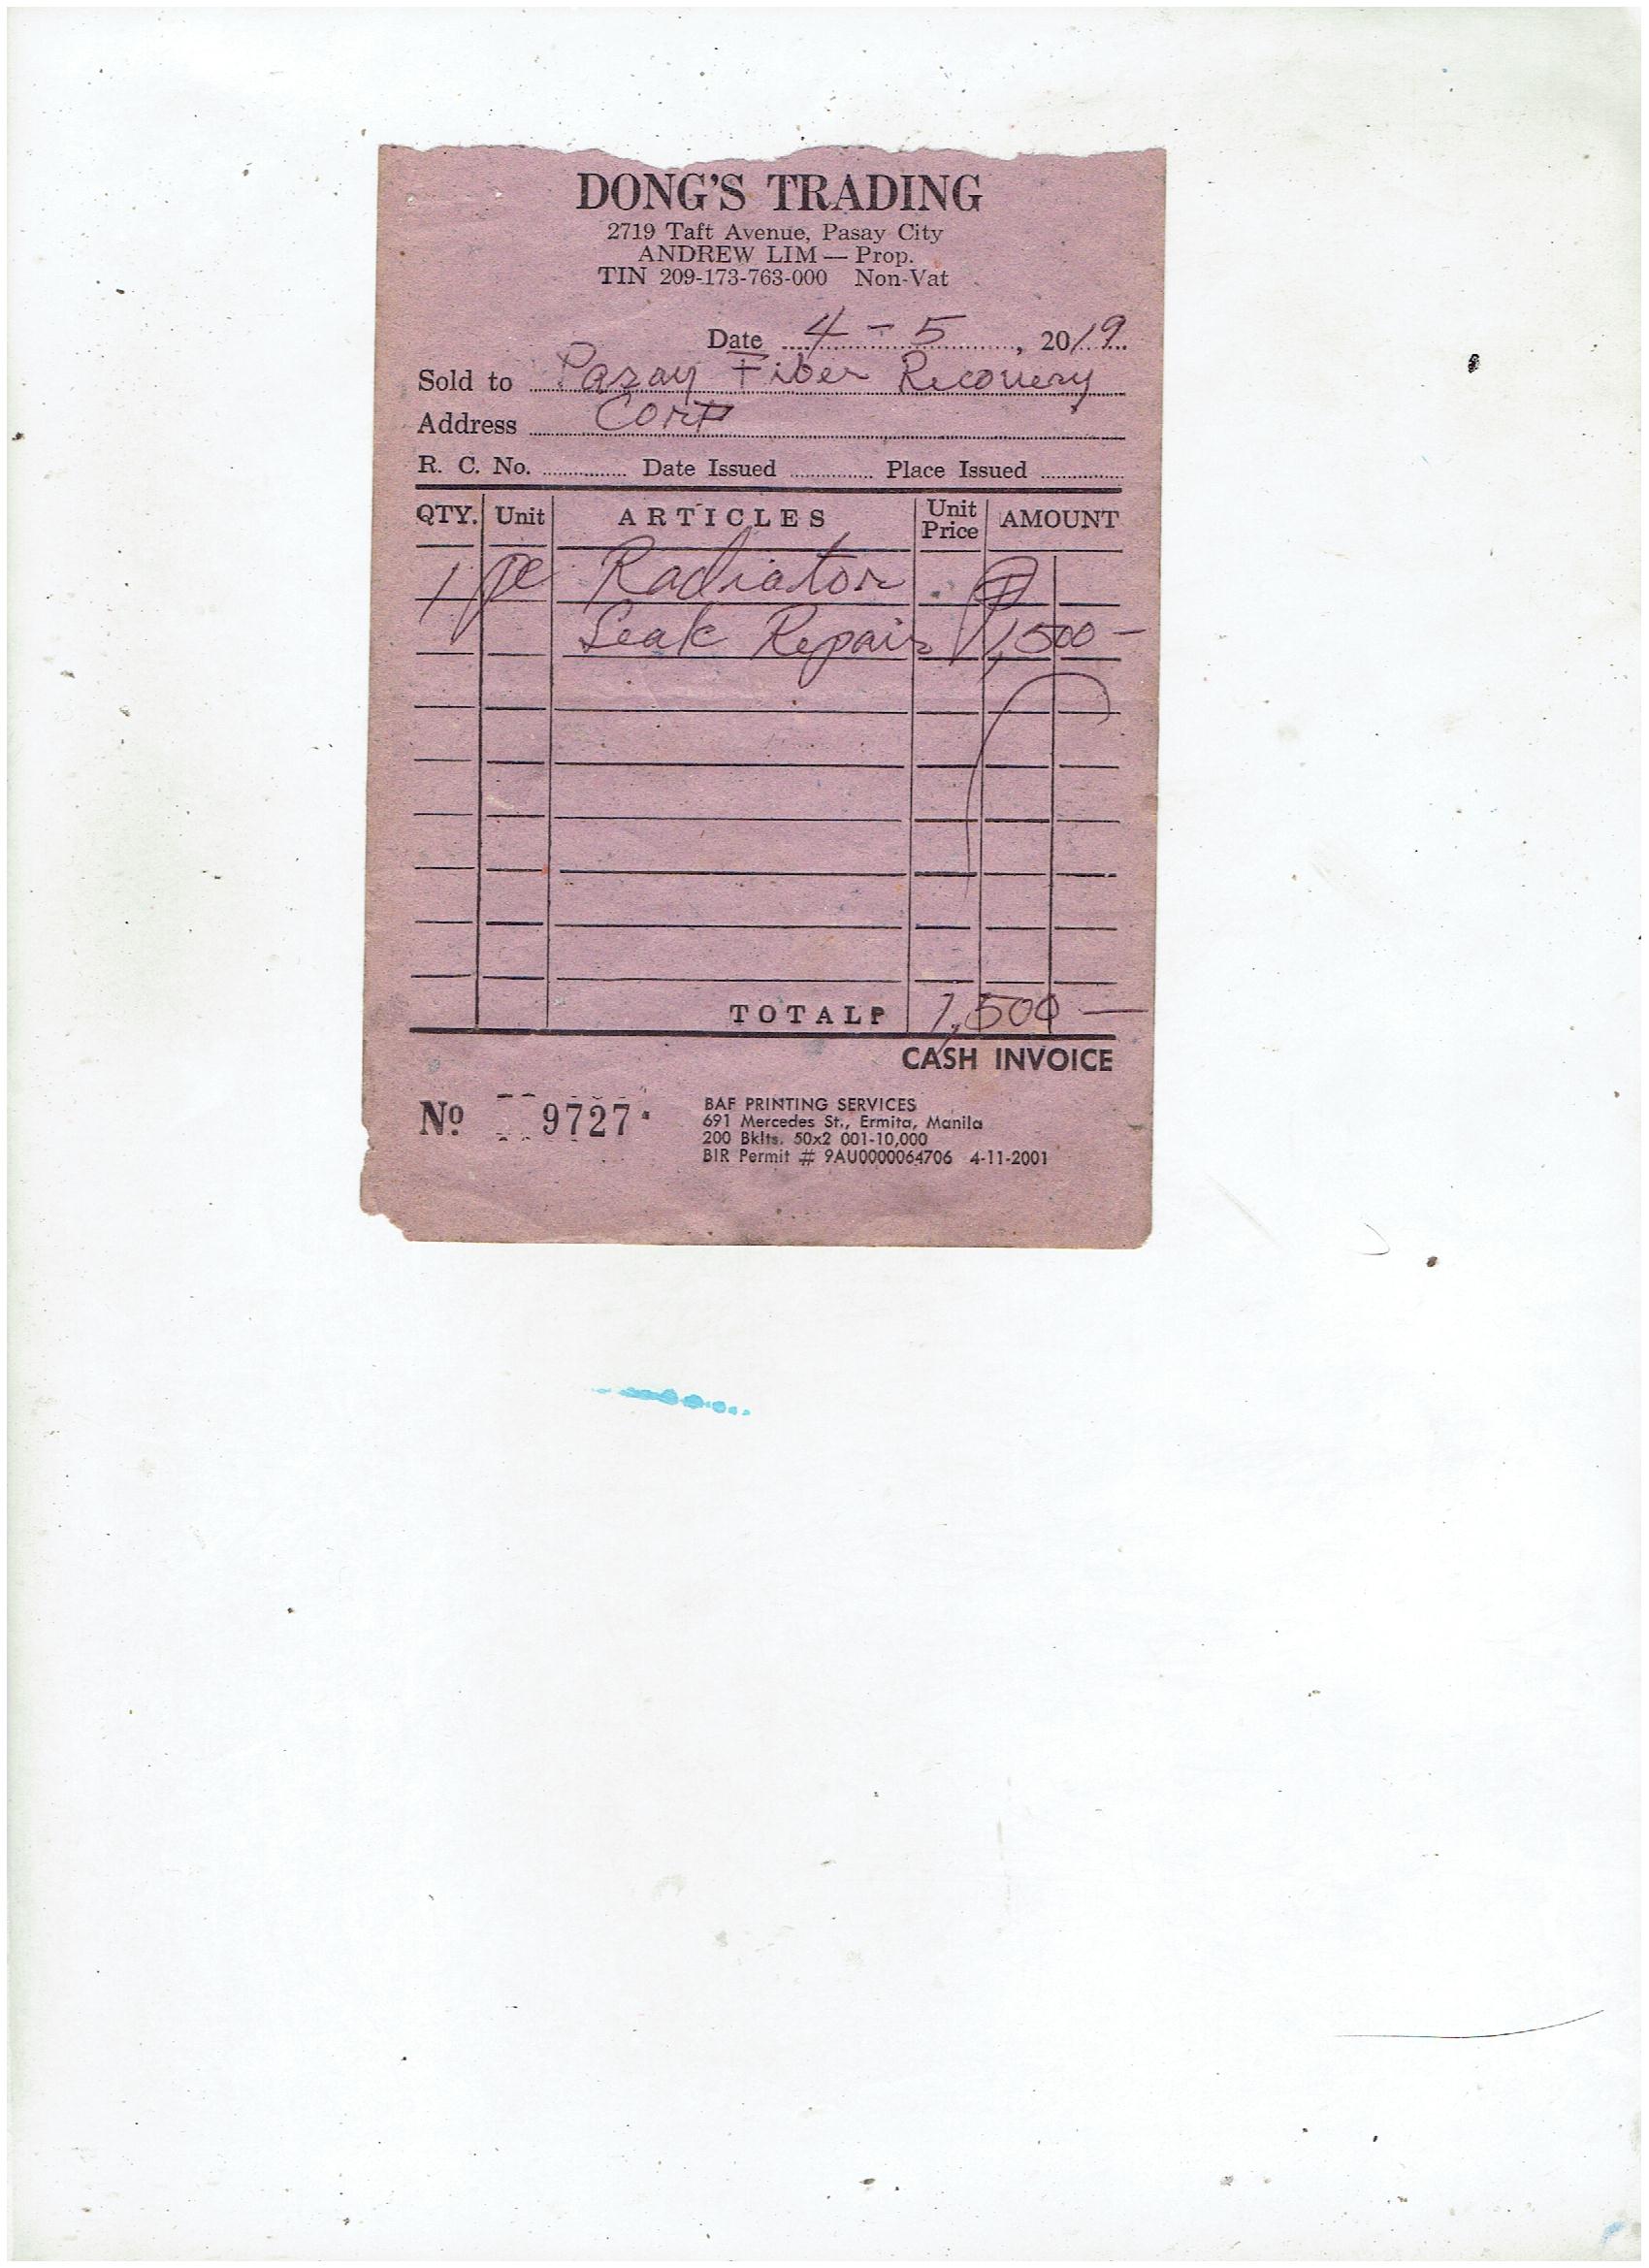 DONG'S TRADING
2719 Taft Avenue, Pasay City
ANDREW LIM — Prop.
TIN 209-173-763-000 Non-Vat
Date 4 - 5, 2019
Sold to Pasay Fiber Recovery
Address Corp
R. C. No. Date Issued Place Issued
QTY. Unit ARTICLES Unit Price AMOUNT
1 pc Radiator ₱
Leak Repair 1,500 —
TOTAL ₱ 1,500 —
CASH INVOICE
No 9727
BAF PRINTING SERVICES
691 Mercedes St., Ermita, Manila
200 Bklts. 50x2 001-10,000
BIR Permit # 9AU0000064706 4-11-2001